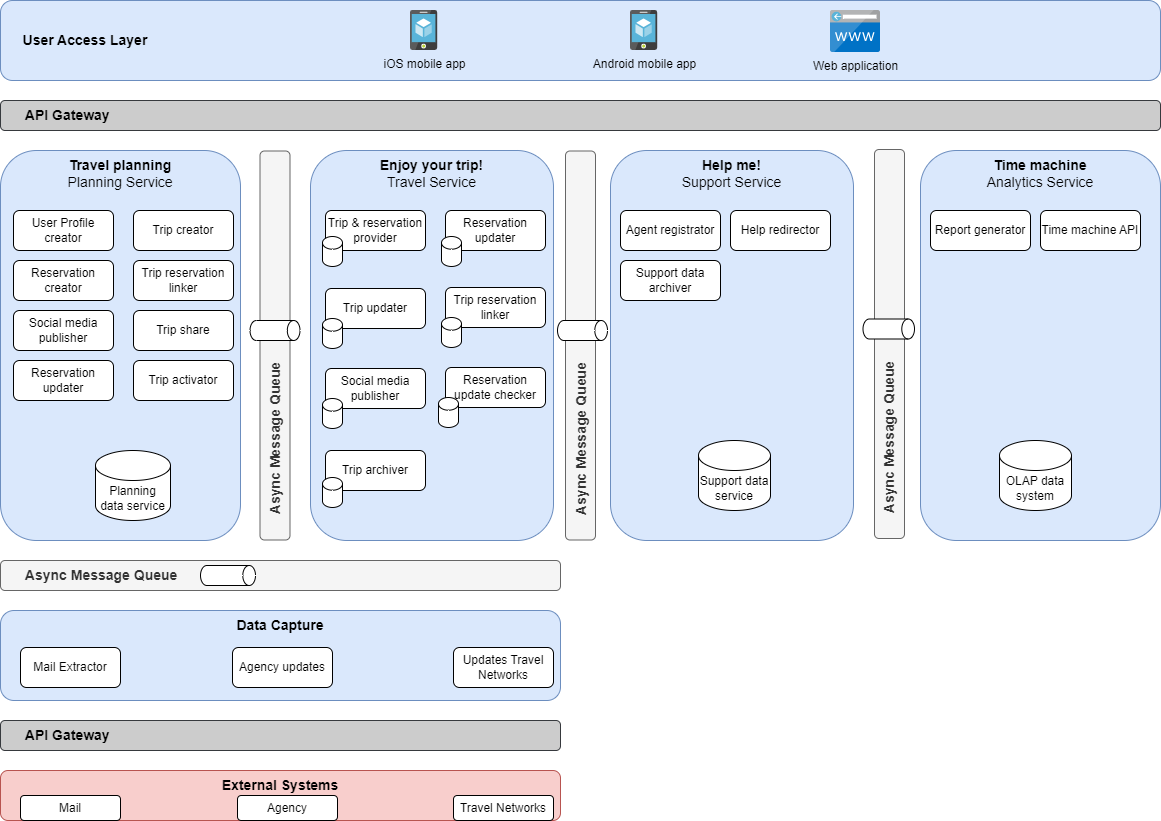 User Access Layer
iOS mobile app
Android mobile app
WWW
Web application
API Gateway
Travel planning
Planning Service
User Profile
creator
Trip creator
Reservation
creator
Trip reservation
linker
Social media
publisher
Trip share
Reservation
updater
Trip activator
Planning
data service
Async Message Queue
Enjoy your trip!
Travel Service
Trip & reservation
provider
Reservation
updater
Trip updater
Trip reservation
linker
Social media
publisher
Reservation
update checker
Trip archiver
Async Message Queue
Help me!
Support Service
Agent registrator
Help redirector
Support data
archiver
Support data
service
Async Message Queue
Time machine
Analytics Service
Report generator
Time machine API
OLAP data
system
Async Message Queue
Data Capture
Mail Extractor
Agency updates
Updates Travel
Networks
API Gateway
External Systems
Mail
Agency
Travel Networks